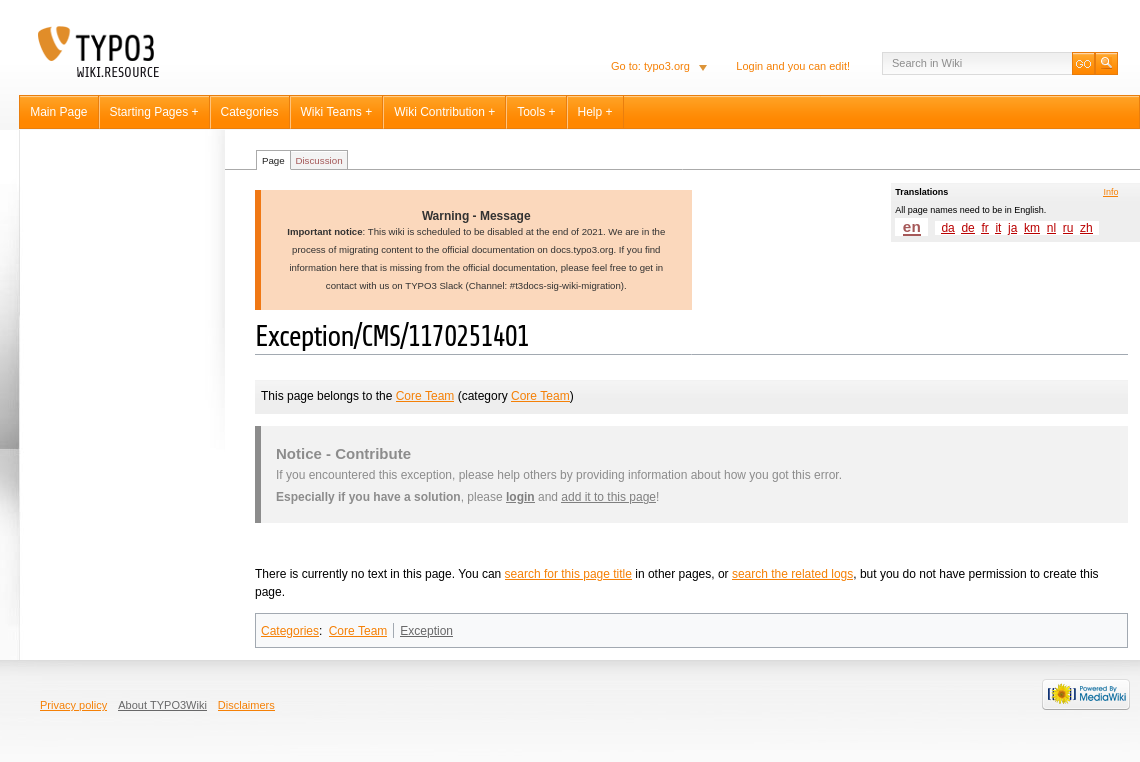 TYPO3
WIKI.RESOURCE
Go to: typo3.org
Login and you can edit!
Search in Wiki
GO
Main Page
Starting Pages +
Categories
Wiki Teams +
Wiki Contribution +
Tools +
Help +
Page
Discussion
Translations
Info
All page names need to be in English.
en da de fr it ja km nl ru zh
Warning - Message
Important notice: This wiki is scheduled to be disabled at the end of 2021. We are in the
process of migrating content to the official documentation on docs.typo3.org. If you find
information here that is missing from the official documentation, please feel free to get in
contact with us on TYPO3 Slack (Channel: #t3docs-sig-wiki-migration).
Exception/CMS/1170251401
This page belongs to the Core Team (category Core Team)
Notice - Contribute
If you encountered this exception, please help others by providing information about how you got this error.
Especially if you have a solution, please login and add it to this page!
There is currently no text in this page. You can search for this page title in other pages, or search the related logs, but you do not have permission to create this
page.
Categories: Core Team Exception
Privacy policy
About TYPO3Wiki
Disclaimers
Powered By
MediaWiki